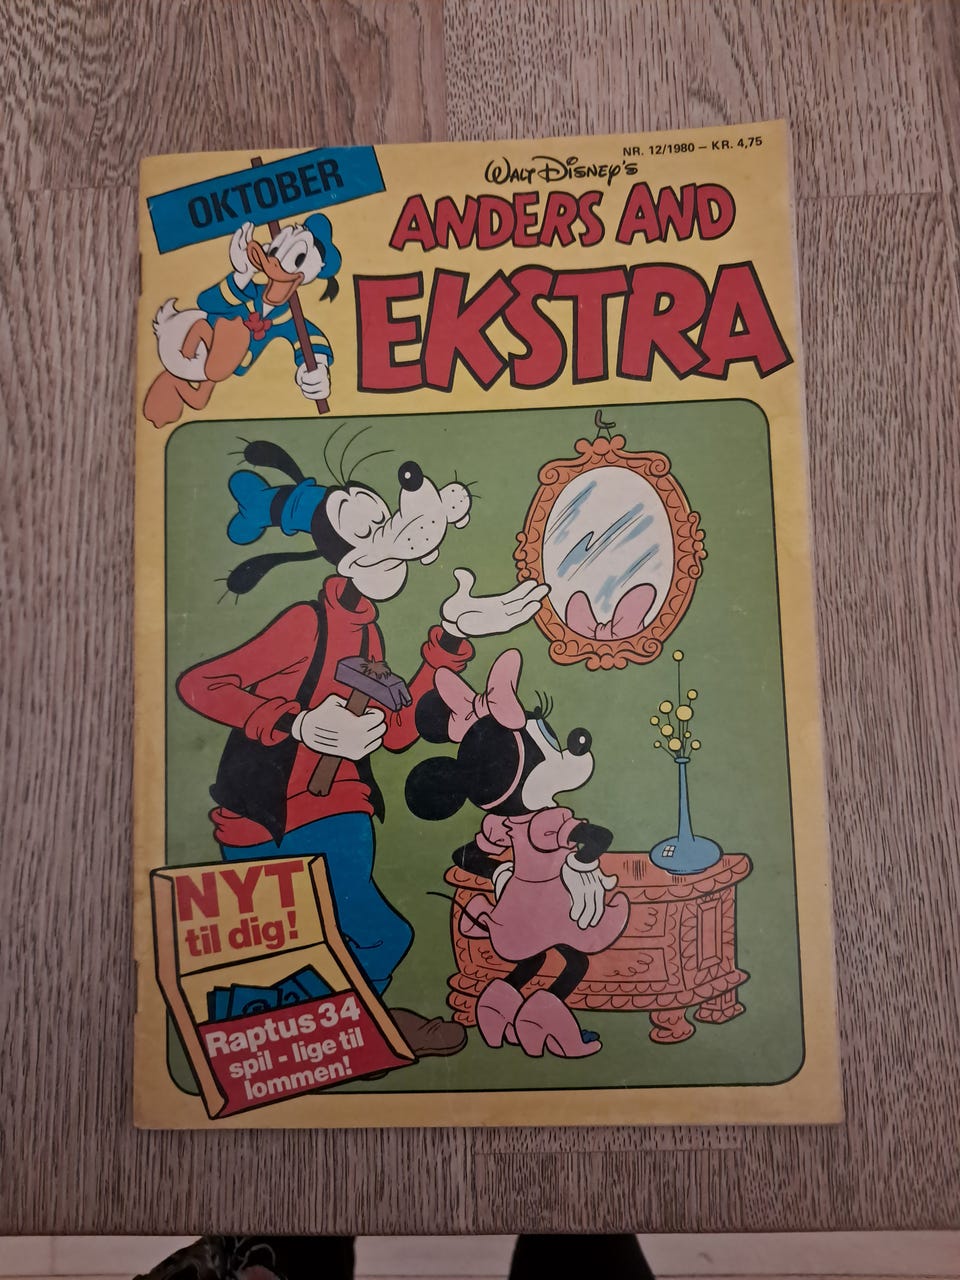 NR. 12/1980 – KR. 4,75
OKTOBER
WALT DISNEY'S
ANDERS AND
EKSTRA
NYT
til dig!
Raptus 34
spil - lige til
lommen!